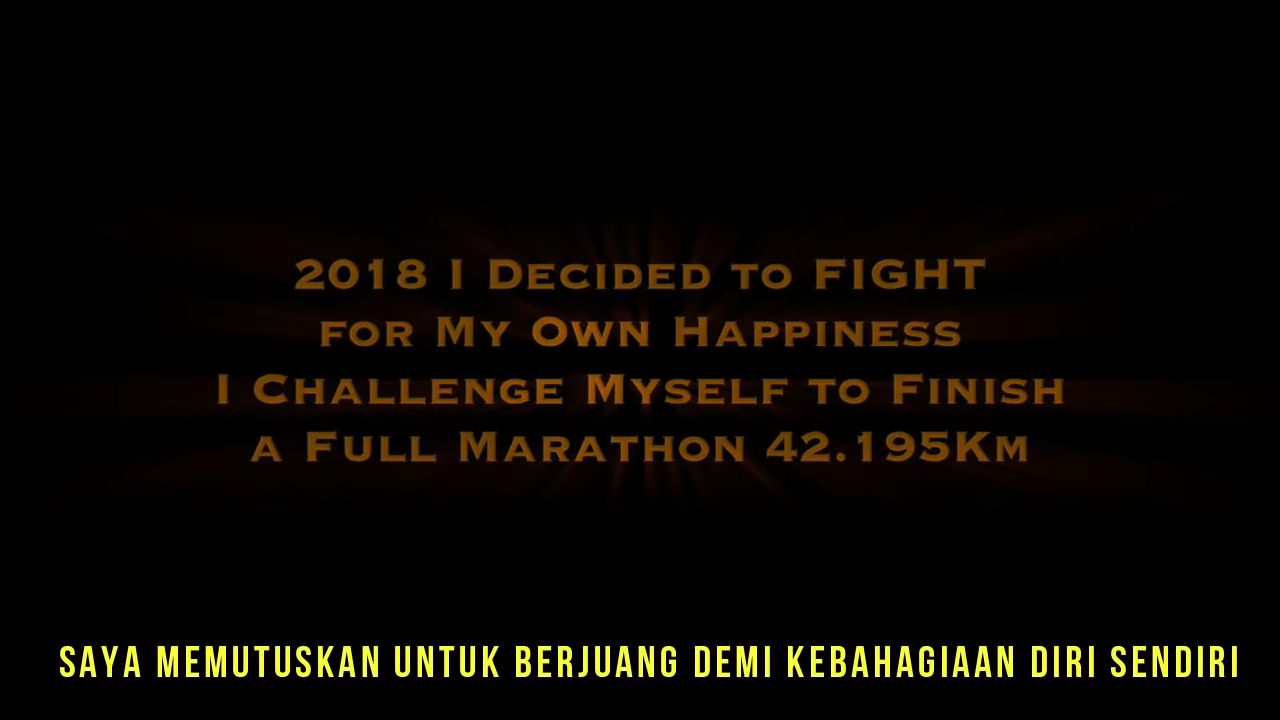 2018 I Decided to FIGHT
for My Own Happiness
I Challenge Myself to Finish
a Full Marathon 42.195Km
SAYA MEMUTUSKAN UNTUK BERJUANG DEMI KEBAHAGIAAN DIRI SENDIRI